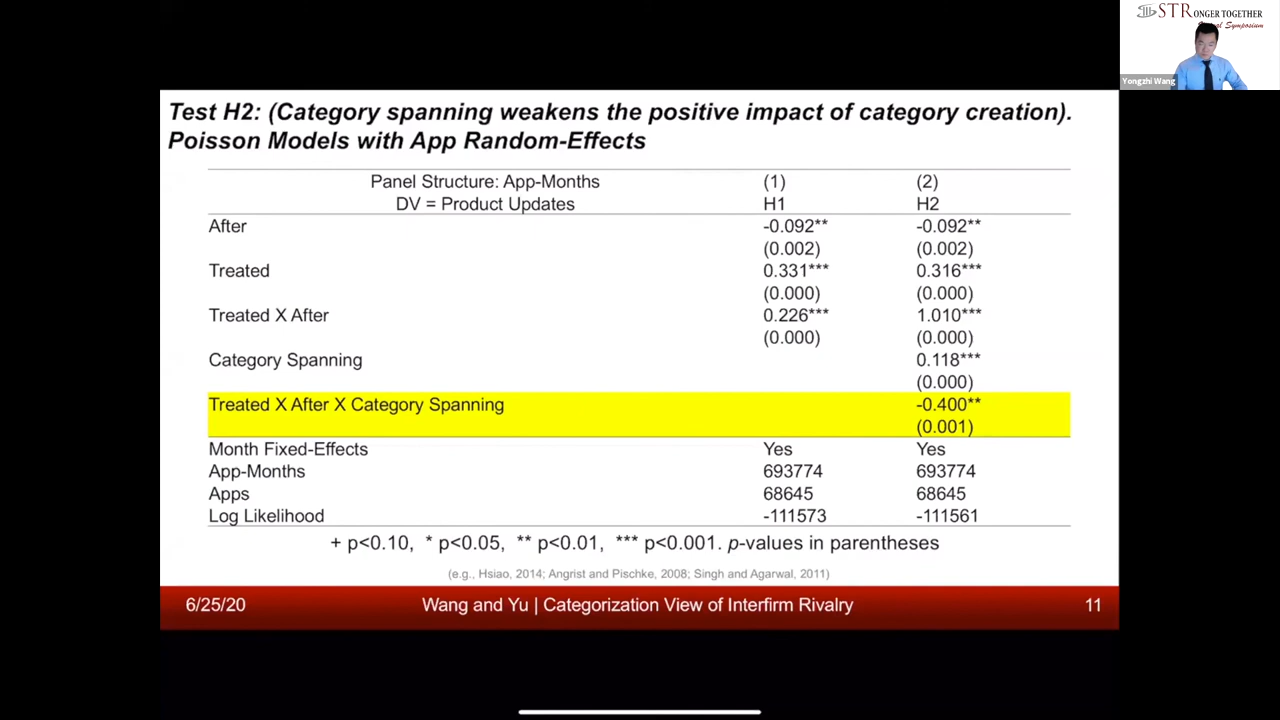 STRONGER TOGETHER
Symposium
Yongzhi Wang
Test H2: (Category spanning weakens the positive impact of category creation).
Poisson Models with App Random-Effects
Panel Structure: App-Months (1) (2)
DV = Product Updates H1 H2
After -0.092** -0.092**
(0.002) (0.002)
Treated 0.331*** 0.316***
(0.000) (0.000)
Treated X After 0.226*** 1.010***
(0.000) (0.000)
Category Spanning 0.118***
(0.000)
Treated X After X Category Spanning -0.400**
(0.001)
Month Fixed-Effects Yes Yes
App-Months 693774 693774
Apps 68645 68645
Log Likelihood -111573 -111561
+ p<0.10, * p<0.05, ** p<0.01, *** p<0.001. p-values in parentheses
(e.g., Hsiao, 2014; Angrist and Pischke, 2008; Singh and Agarwal, 2011)
6/25/20 Wang and Yu | Categorization View of Interfirm Rivalry 11